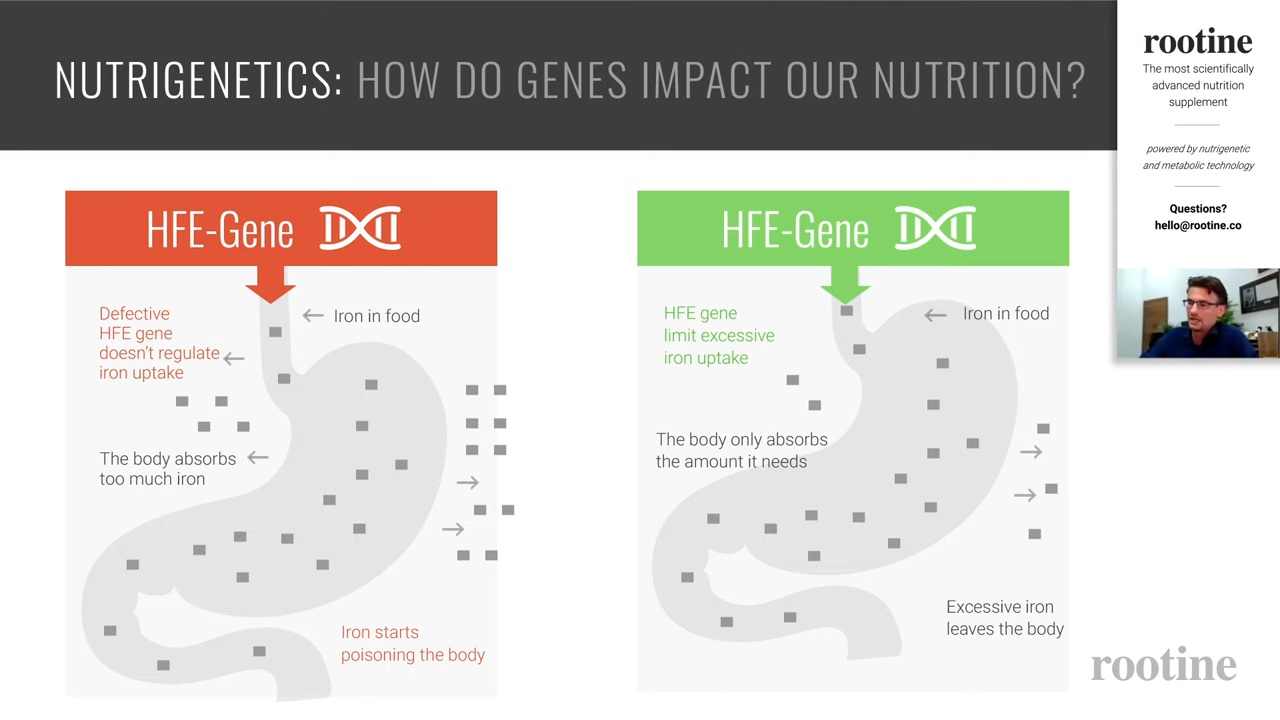 NUTRIGENETICS: HOW DO GENES IMPACT OUR NUTRITION?
rootine
The most scientifically
advanced nutrition
supplement
powered by nutrigenetic
and metabolic technology
Questions?
hello@rootine.co
HFE-Gene
Defective
HFE gene
doesn't regulate
iron uptake
Iron in food
The body absorbs
too much iron
Iron starts
poisoning the body
HFE-Gene
HFE gene
limit excessive
iron uptake
Iron in food
The body only absorbs
the amount it needs
Excessive iron
leaves the body
rootine